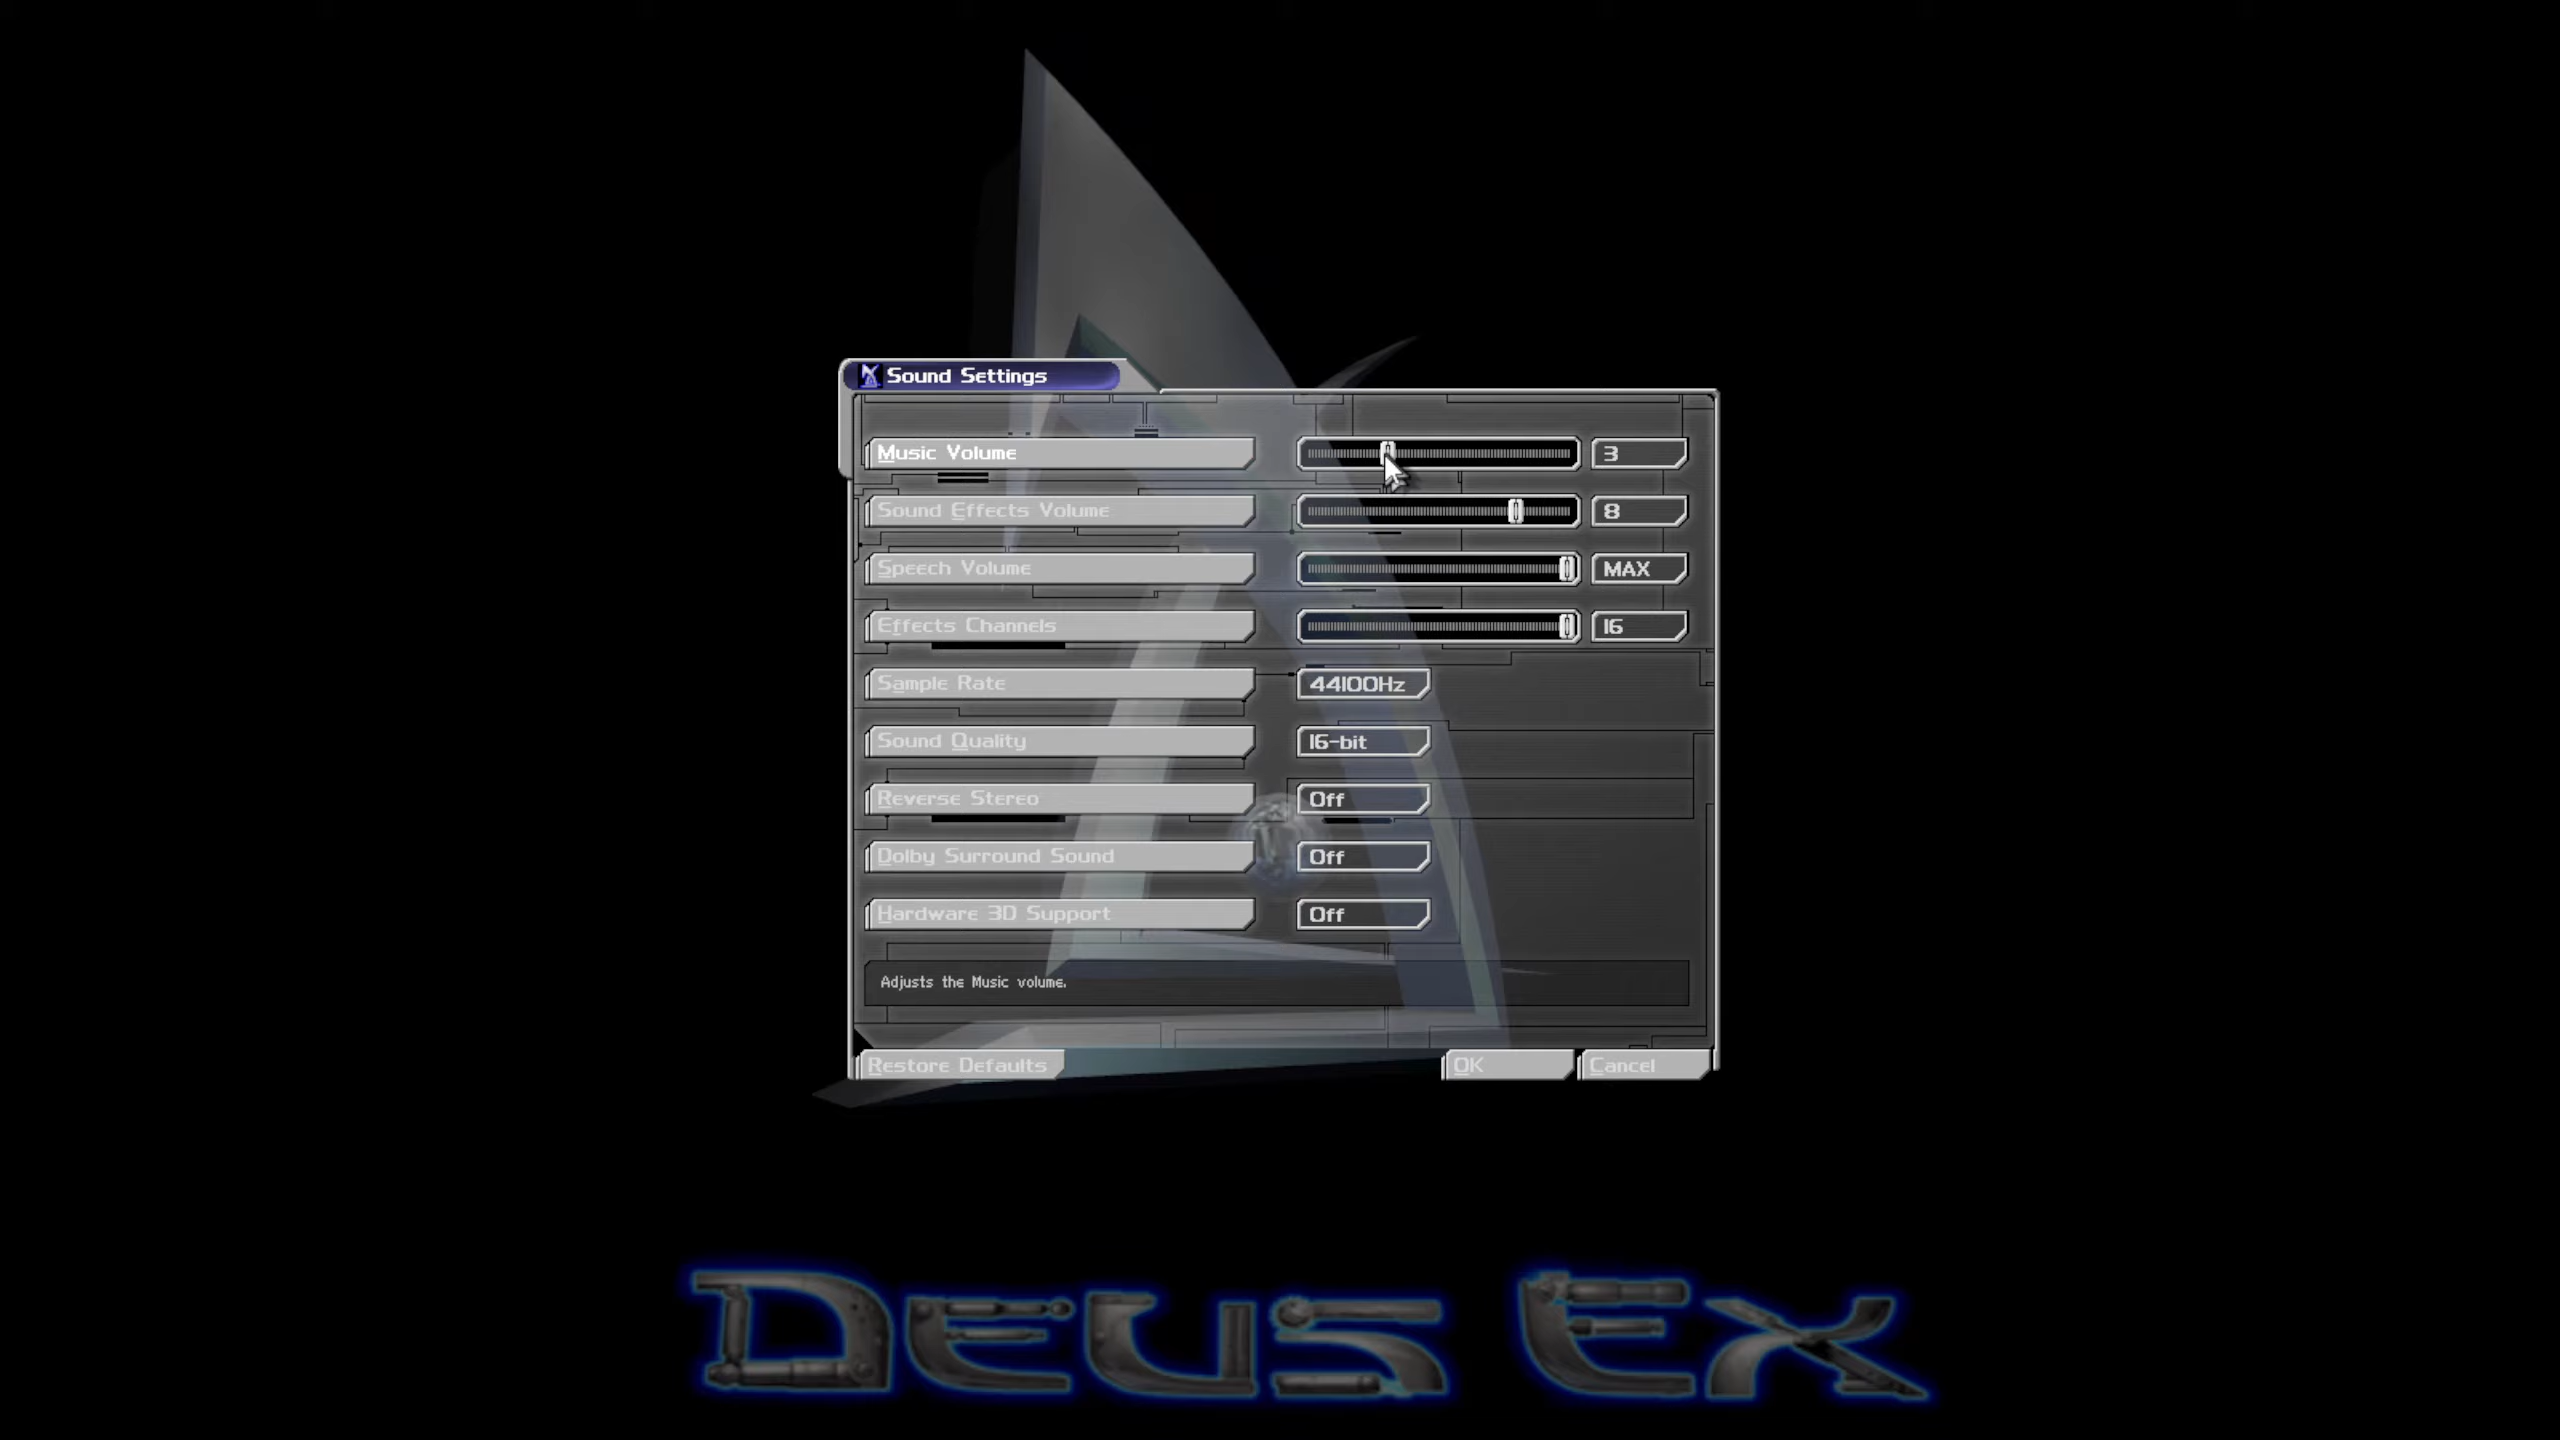 Sound Settings
Music Volume 3
Sound Effects Volume 8
Speech Volume MAX
Effects Channels 16
Sample Rate 44100Hz
Sound Quality 16-bit
Reverse Stereo Off
Dolby Surround Sound Off
Hardware 3D Support Off
Adjusts the Music volume.
Restore Defaults OK Cancel
DEUS EX